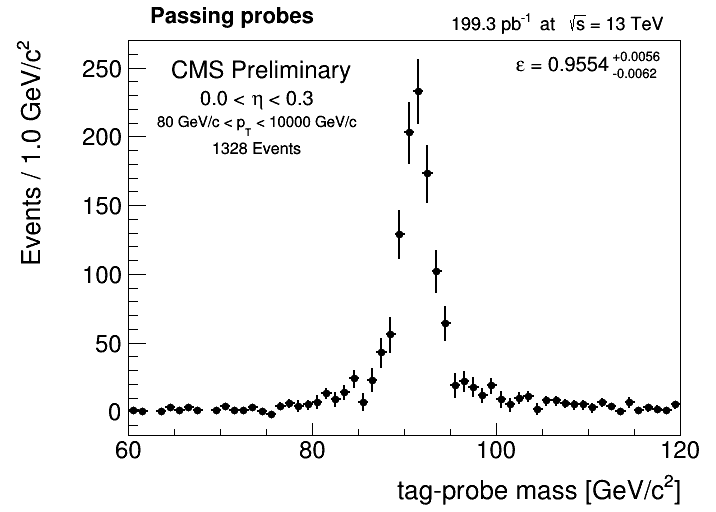 Passing probes
199.3 pb⁻¹ at √s = 13 TeV
CMS Preliminary
0.0 < η < 0.3
80 GeV/c < p_T < 10000 GeV/c
1328 Events
ε = 0.9554 +0.0056 -0.0062
Events / 1.0 GeV/c²
250
200
150
100
50
0
60 80 100 120
tag-probe mass [GeV/c²]